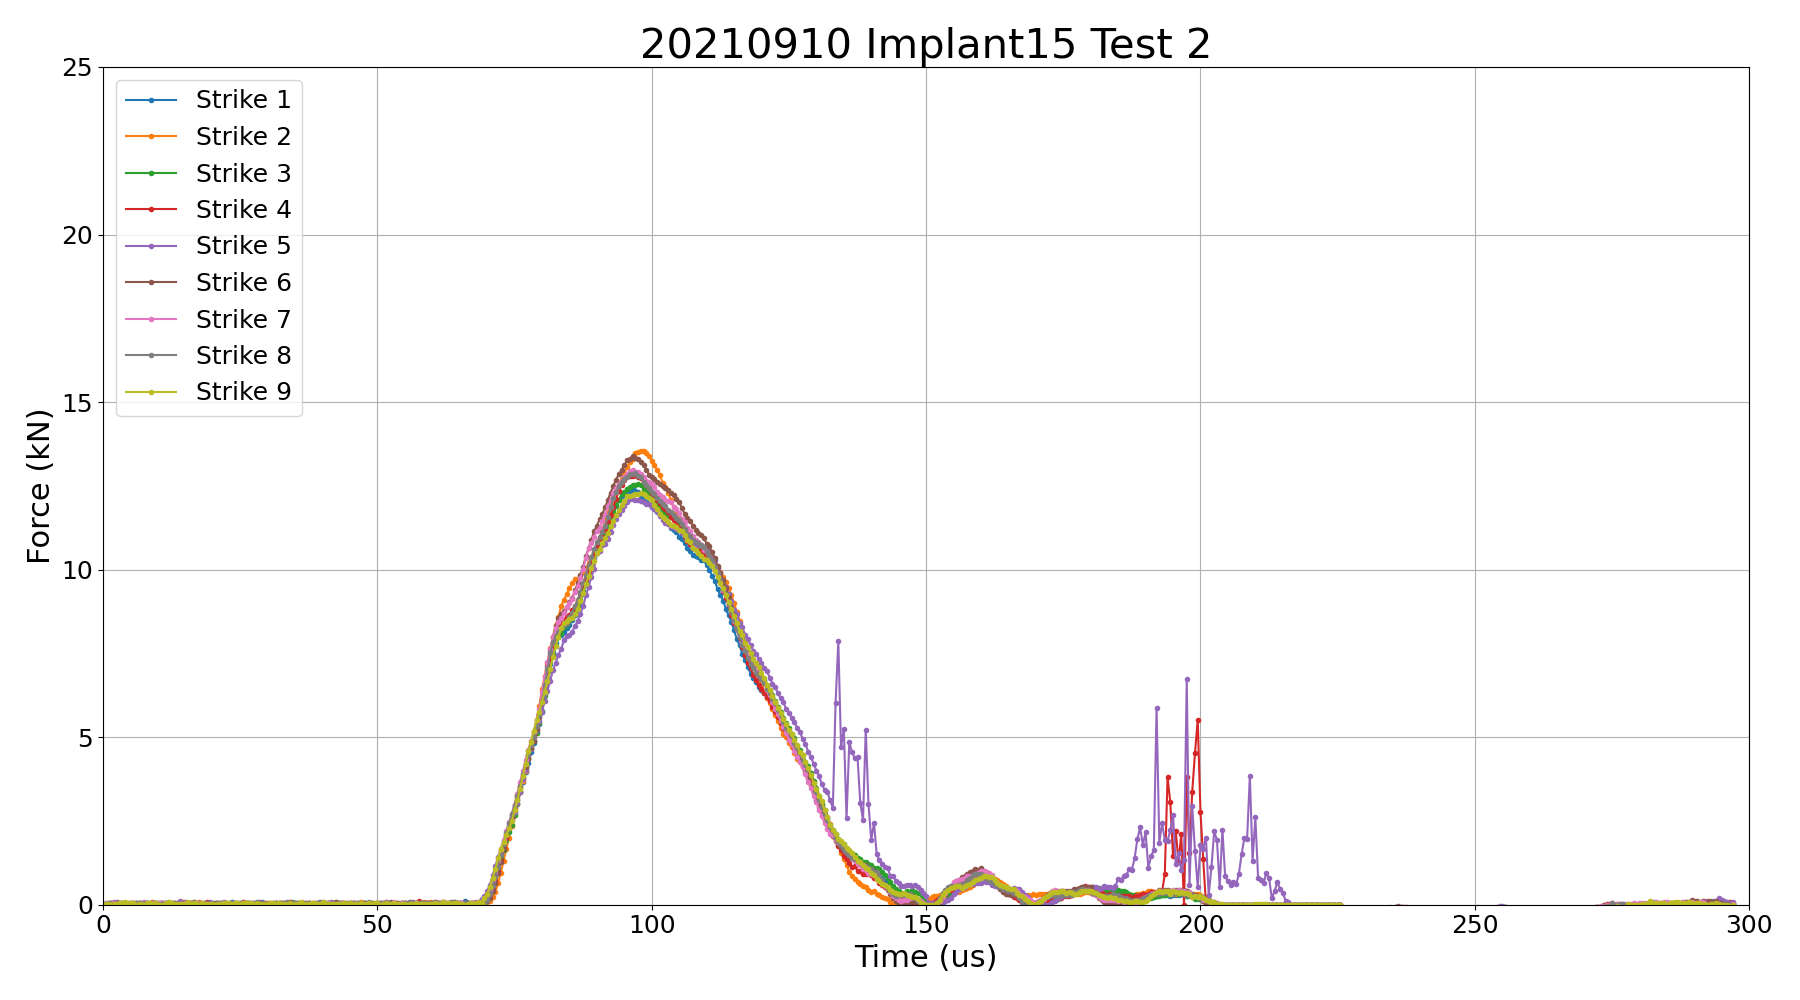 20210910 Implant15 Test 2
25
20
15
10
5
0
Force (kN)
Strike 1
Strike 2
Strike 3
Strike 4
Strike 5
Strike 6
Strike 7
Strike 8
Strike 9
0 50 100 150 200 250 300
Time (us)